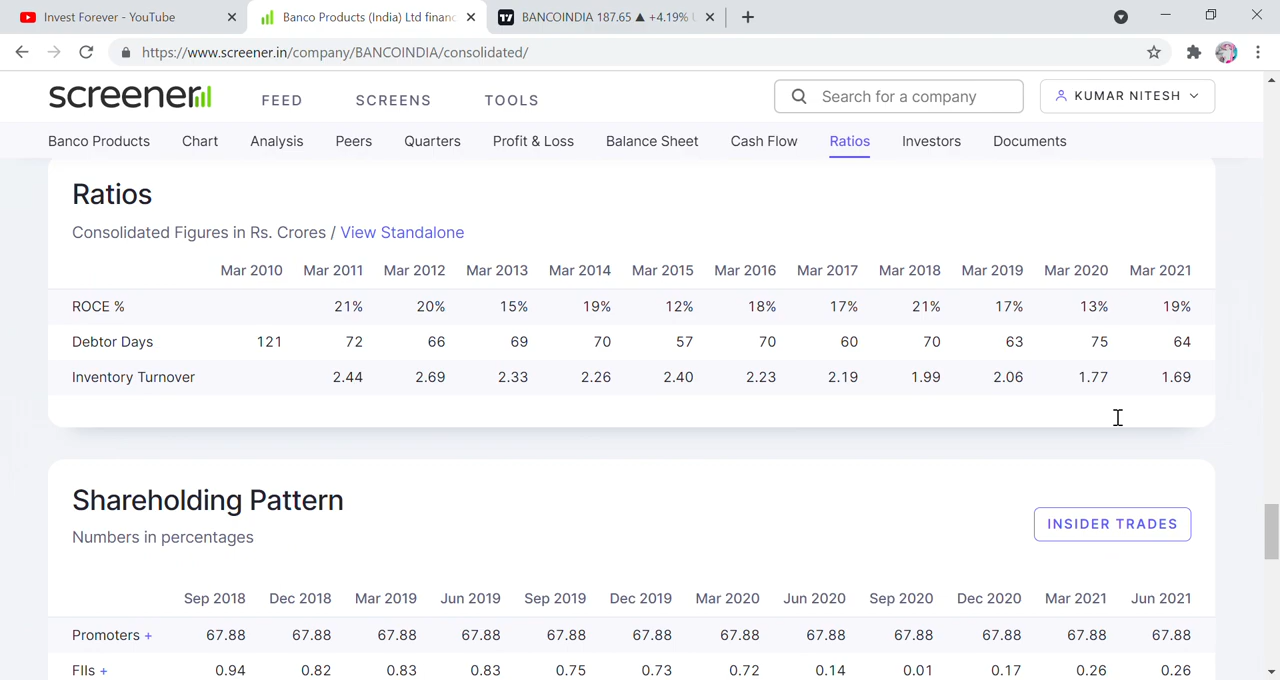 Invest Forever - YouTube
Banco Products (India) Ltd financ
BANCOINDIA 187.65 ▲ +4.19%
https://www.screener.in/company/BANCOINDIA/consolidated/
screener
FEED SCREENS TOOLS
Search for a company
KUMAR NITESH
Banco Products Chart Analysis Peers Quarters Profit & Loss Balance Sheet Cash Flow Ratios Investors Documents
Ratios
Consolidated Figures in Rs. Crores / View Standalone
Mar 2010 Mar 2011 Mar 2012 Mar 2013 Mar 2014 Mar 2015 Mar 2016 Mar 2017 Mar 2018 Mar 2019 Mar 2020 Mar 2021
ROCE % 21% 20% 15% 19% 12% 18% 17% 21% 17% 13% 19%
Debtor Days 121 72 66 69 70 57 70 60 70 63 75 64
Inventory Turnover 2.44 2.69 2.33 2.26 2.40 2.23 2.19 1.99 2.06 1.77 1.69
Shareholding Pattern
Numbers in percentages
INSIDER TRADES
Sep 2018 Dec 2018 Mar 2019 Jun 2019 Sep 2019 Dec 2019 Mar 2020 Jun 2020 Sep 2020 Dec 2020 Mar 2021 Jun 2021
Promoters + 67.88 67.88 67.88 67.88 67.88 67.88 67.88 67.88 67.88 67.88 67.88 67.88
FIIs + 0.94 0.82 0.83 0.83 0.75 0.73 0.72 0.14 0.01 0.17 0.26 0.26